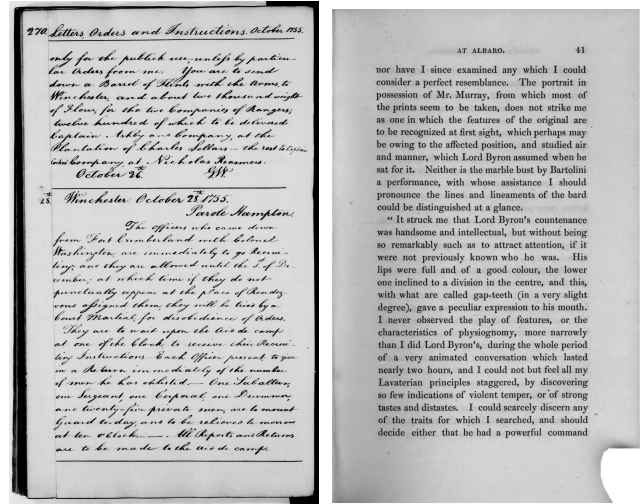 270. Letters Orders and Instructions. October 1755.
only for the publick use, unless by particu-
lar Orders from me. You are to send
down a Barrel of Flints with the Arms, to
Winchester, and about two thousand weight
of Flour, for the two Companies of Rangers;
twelve hundred of which to be delivered
Captain Ashby and Company, at the
Plantation of Charles Sellars - the rest to Captain
Cockes Company, at Nicholas Reasmers.
October 26. GW
28. Winchester: October 28th 1755.
Parole Hampton.
The Officers who came down
from Fort Cumberland with Colonel
Washington, are immediately to go Recrui-
ting; and they are allowed until the 1st of De-
cember, at which time if they do not
punctually appear at the place of Rendez-
vous assigned them, they will be tried by a
Court Martial, for disobedience of Orders.
They are to wait upon the Aid de camp
at one of the Clock, to receive their Recrui-
ting Instructions. Each Officer present to give
in a Return immediately of the number
of men he has enlisted. One Subaltern,
one Sergeant, one Corporal, one Drummer,
and twenty-five private men, are to mount
Guard to day, and to be relieved to morrow
at ten o'Clock. All Reports and Returns
are to be made to the Aid de camp.
AT ALBARO. 41
nor have I since examined any which I could
consider a perfect resemblance. The portrait in
possession of Mr. Murray, from which most of
the prints seem to be taken, does not strike me
as one in which the features of the original are
to be recognized at first sight, which perhaps may
be owing to the affected position, and studied air
and manner, which Lord Byron assumed when he
sat for it. Neither is the marble bust by Bartolini
a performance, with whose assistance I should
pronounce the lines and lineaments of the bard
could be distinguished at a glance.
" It struck me that Lord Byron's countenance
was handsome and intellectual, but without being
so remarkably such as to attract attention, if it
were not previously known who he was. His
lips were full and of a good colour, the lower
one inclined to a division in the centre, and this,
with what are called gap-teeth (in a very slight
degree), gave a peculiar expression to his mouth.
I never observed the play of features, or the
characteristics of physiognomy, more narrowly
than I did Lord Byron's, during the whole period
of a very animated conversation which lasted
nearly two hours, and I could not but feel all my
Lavaterian principles staggered, by discovering
so few indications of violent temper, or of strong
tastes and distastes. I could scarcely discern any
of the traits for which I searched, and should
decide either that he had a powerful command